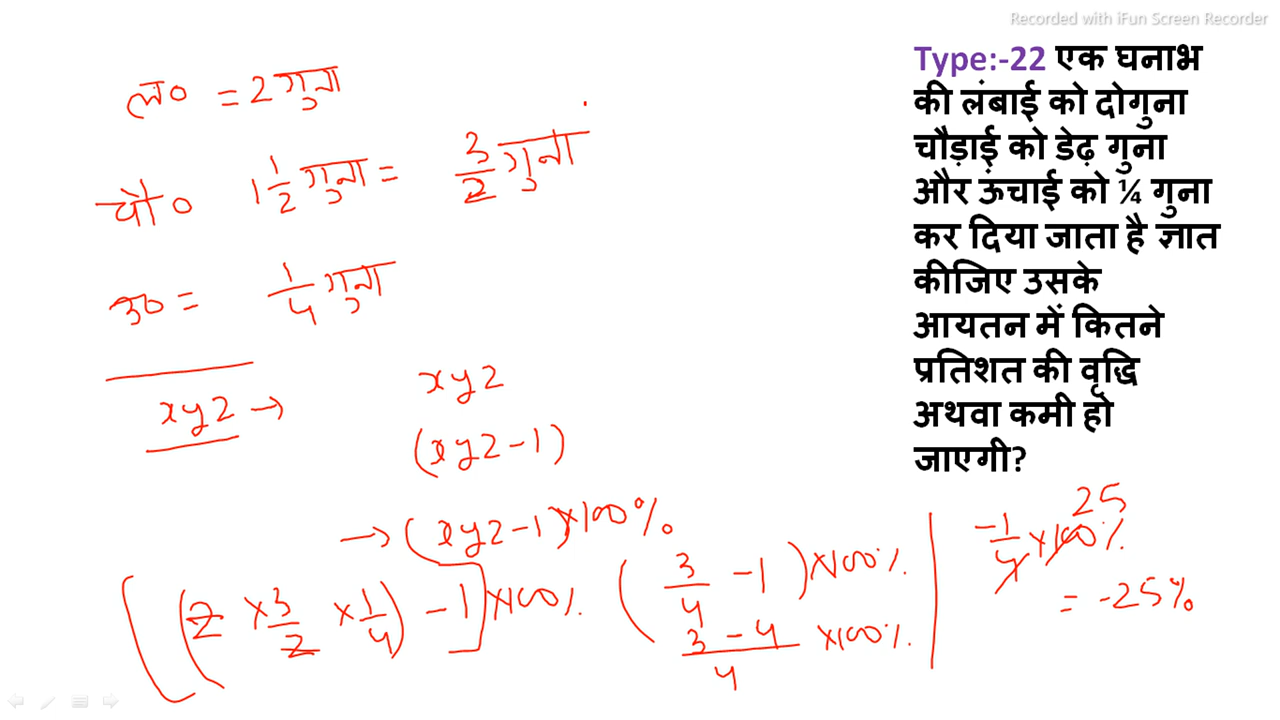 Recorded with iFun Screen Recorder
Type:-22 एक घनाभ
की लंबाई को दोगुना
चौड़ाई को डेढ़ गुना
और ऊंचाई को ¼ गुना
कर दिया जाता है ज्ञात
कीजिए उसके
आयतन में कितने
प्रतिशत की वृद्धि
अथवा कमी हो
जाएगी?
ल० = 2 गुना
चौ० 1 1/2 गुना = 3/2 गुना
ऊ० = 1/4 गुना
xyz → xyz
(xyz-1)
→ (xyz-1)×100%
[(2 × 3/2 × 1/4) - 1] × 100%
(3/4 - 1) × 100%
3-4/4 × 100%
25
-1/4 × 100%
= -25%